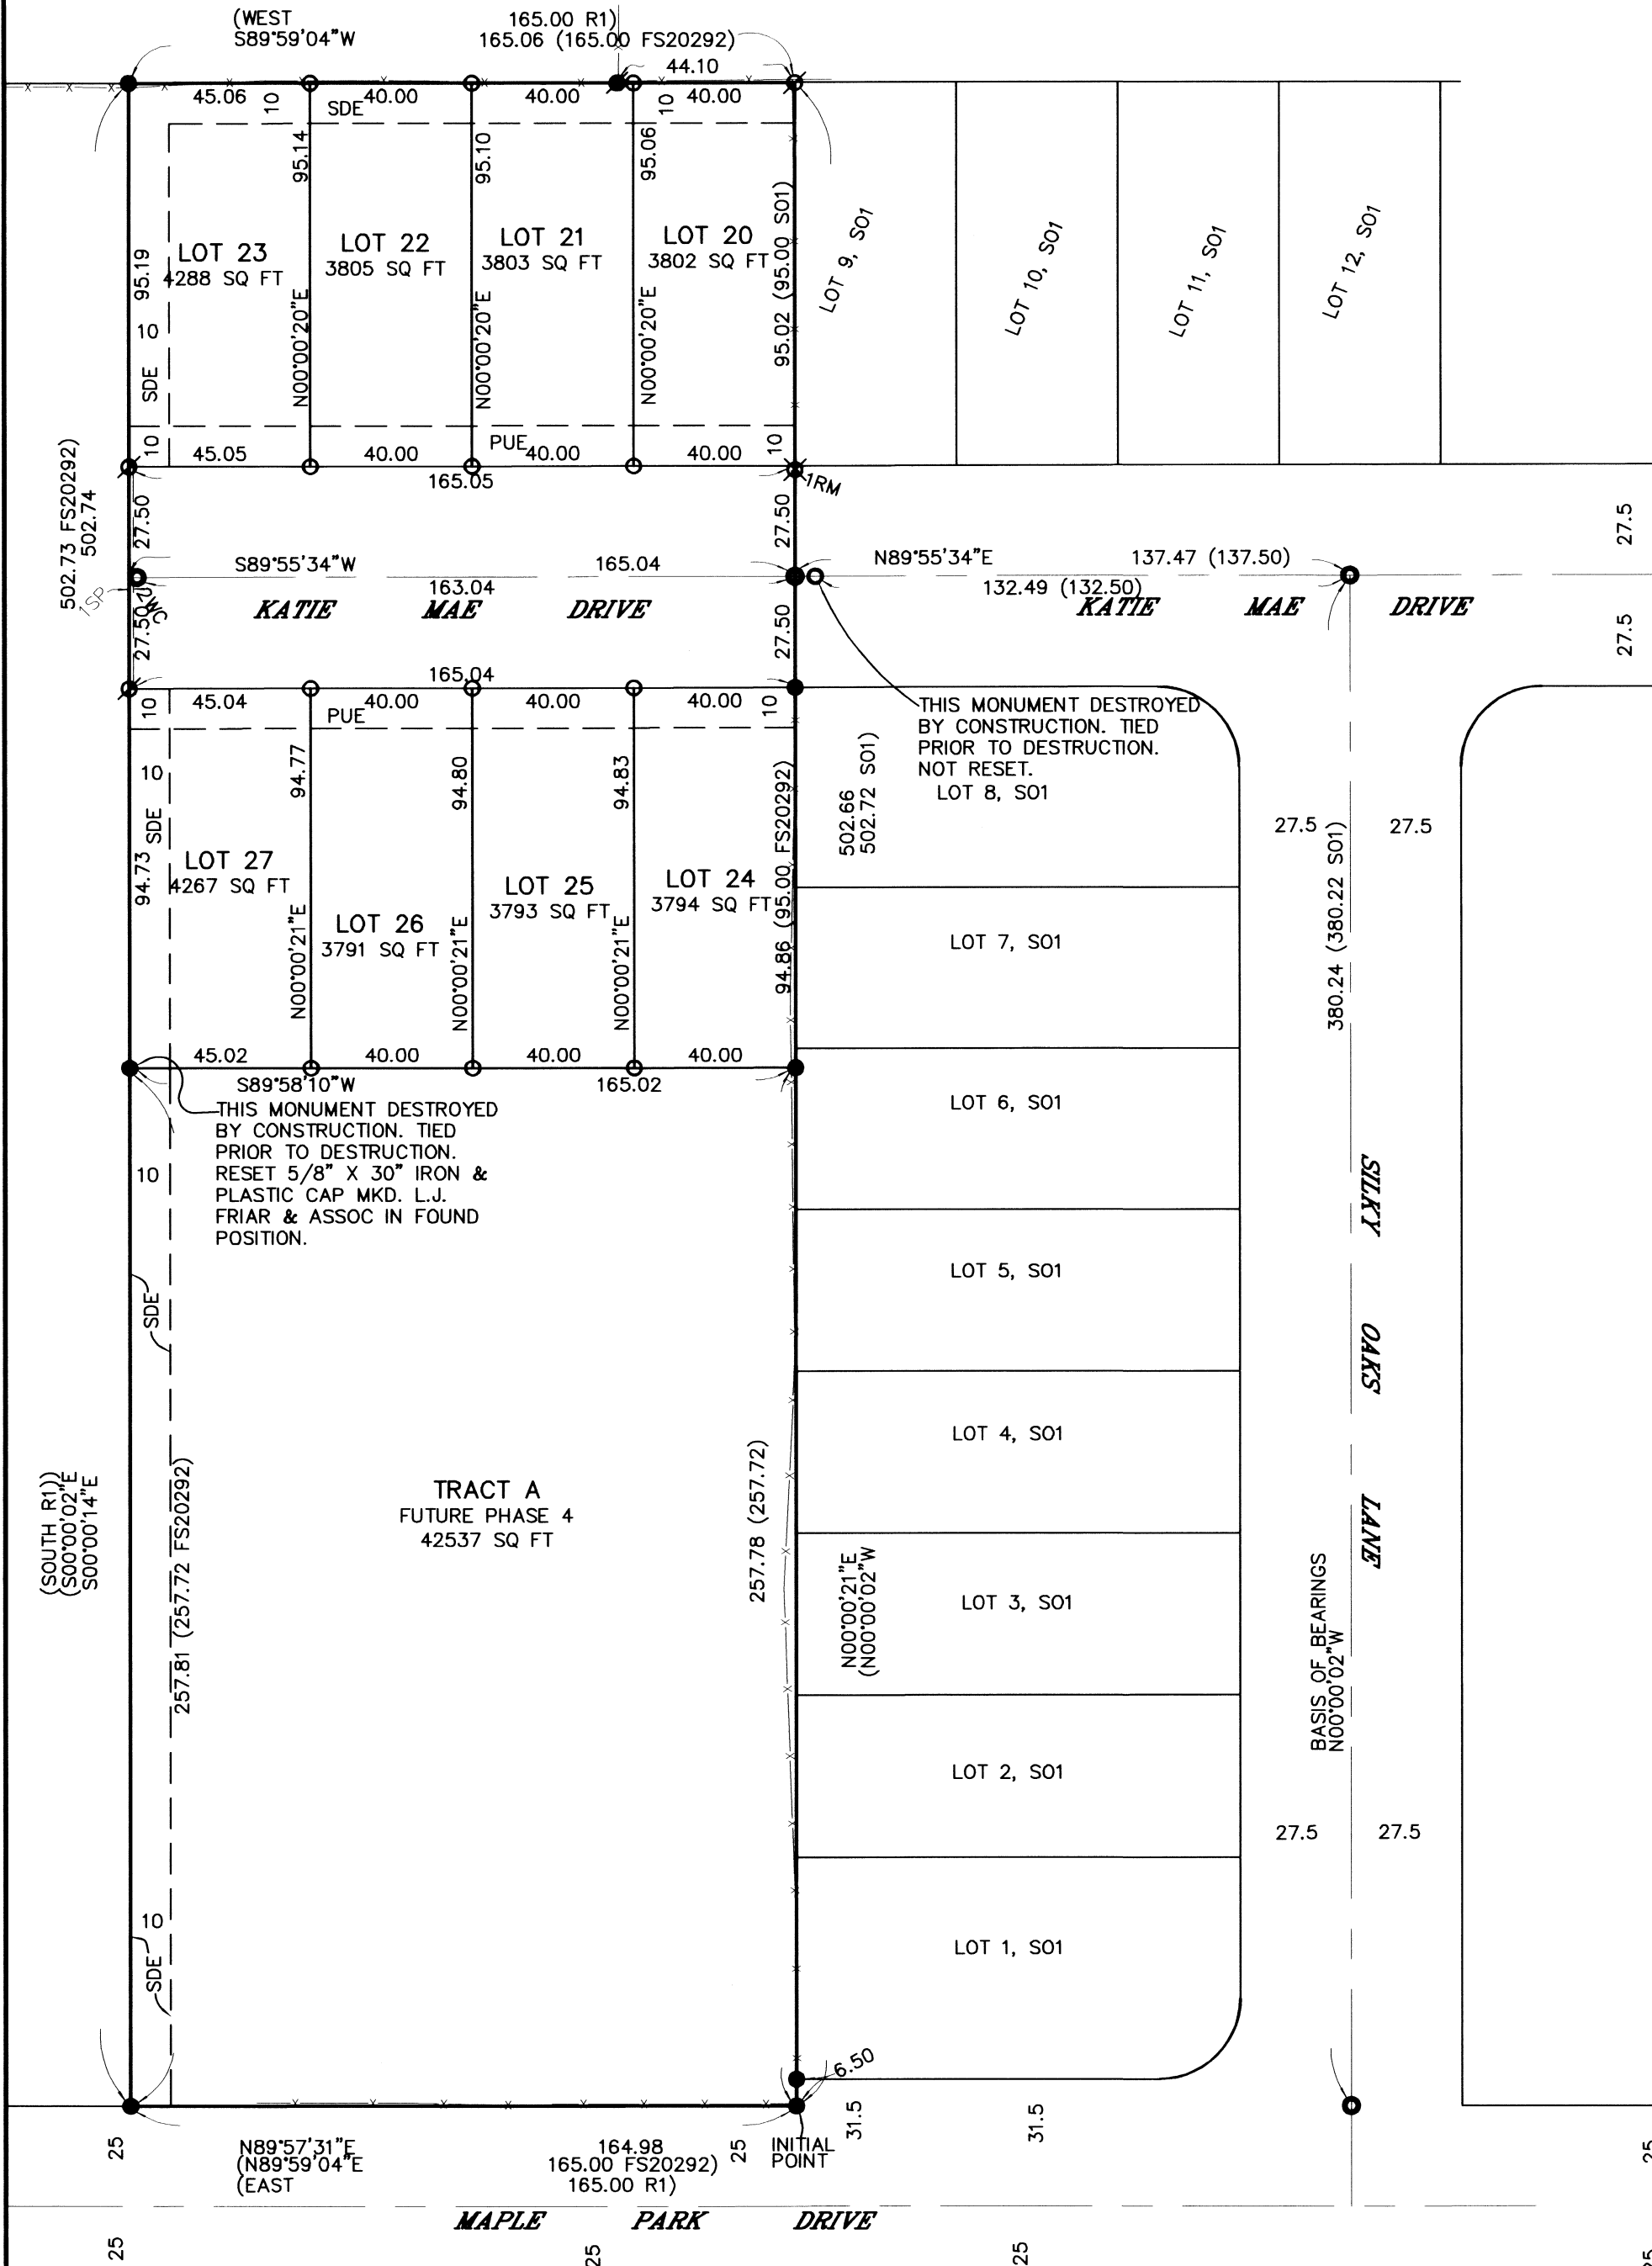 (WEST 165.00 R1)
S89°59'04"W 165.06 (165.00 FS20292)
44.10
45.06 40.00 40.00 40.00
10 SDE 10
95.14 95.10 95.06
95.19
95.02 (95.00 S01)
LOT 23
4288 SQ FT
LOT 22
3805 SQ FT
LOT 21
3803 SQ FT
LOT 20
3802 SQ FT
LOT 9, S01
LOT 10, S01
LOT 11, S01
LOT 12, S01
N00°00'20"E
N00°00'20"E
N00°00'20"E
10
SDE
10 PUE 10
45.05 40.00 40.00 40.00
165.05
1RM
502.73 FS20292)
502.74
27.50 27.50 27.5
S89°55'34"W 165.04
163.04
N89°55'34"E 137.47 (137.50)
132.49 (132.50)
1SP
2WC
KATIE MAE DRIVE
KATIE MAE DRIVE
27.50 27.50 27.5
165.04
45.04 40.00 40.00 40.00
10 PUE 10
THIS MONUMENT DESTROYED
BY CONSTRUCTION. TIED
PRIOR TO DESTRUCTION.
NOT RESET.
LOT 8, S01
10
SDE
94.77 94.80 94.83
94.73
94.86 (95.00 FS20292)
502.66
502.72 S01)
27.5 27.5
380.24 (380.22 S01)
LOT 27
4267 SQ FT
LOT 26
3791 SQ FT
LOT 25
3793 SQ FT
LOT 24
3794 SQ FT
LOT 7, S01
N00°00'21"E
N00°00'21"E
N00°00'21"E
45.02 40.00 40.00 40.00
S89°58'10"W 165.02
THIS MONUMENT DESTROYED
BY CONSTRUCTION. TIED
PRIOR TO DESTRUCTION.
RESET 5/8" X 30" IRON &
PLASTIC CAP MKD. L.J.
FRIAR & ASSOC IN FOUND
POSITION.
10
LOT 6, S01
SILKY OAKS LANE
LOT 5, S01
SDE
LOT 4, S01
(SOUTH R1))
(S00°00'02"E
S00°00'14"E
257.81 (257.72 FS20292)
TRACT A
FUTURE PHASE 4
42537 SQ FT
257.78 (257.72)
N00°00'21"E
(N00°00'02"W
LOT 3, S01
BASIS OF BEARINGS
N00°00'02"W
LOT 2, S01
27.5 27.5
10
SDE
LOT 1, S01
6.50
31.5 31.5
INITIAL
POINT
25 25 25
N89°57'31"E 164.98
(N89°59'04"E 165.00 FS20292)
(EAST 165.00 R1)
MAPLE PARK DRIVE
25 25 25 25